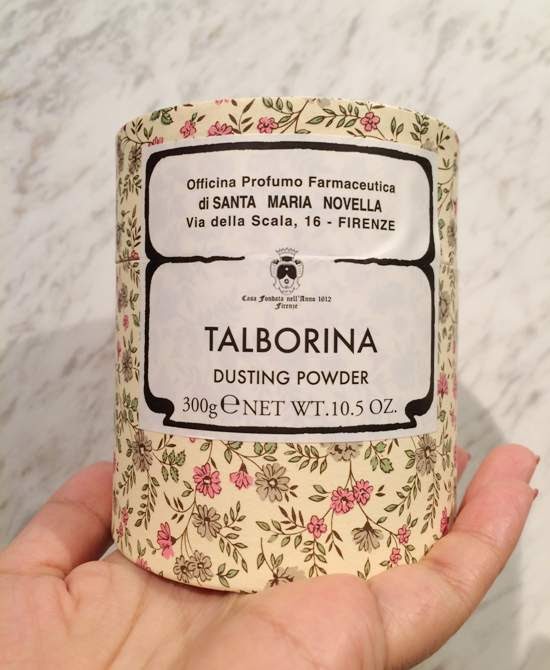 Officina Profumo Farmaceutica
di SANTA MARIA NOVELLA
Via della Scala, 16 - FIRENZE
Casa Fondata nell'Anno 1612
Firenze
TALBORINA
DUSTING POWDER
300g e NET WT.10.5 OZ.